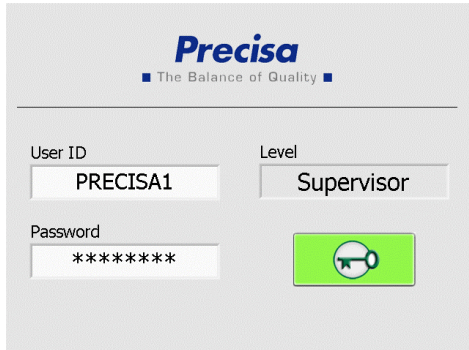 Precisa
The Balance of Quality
User ID
PRECISA1
Level
Supervisor
Password
********